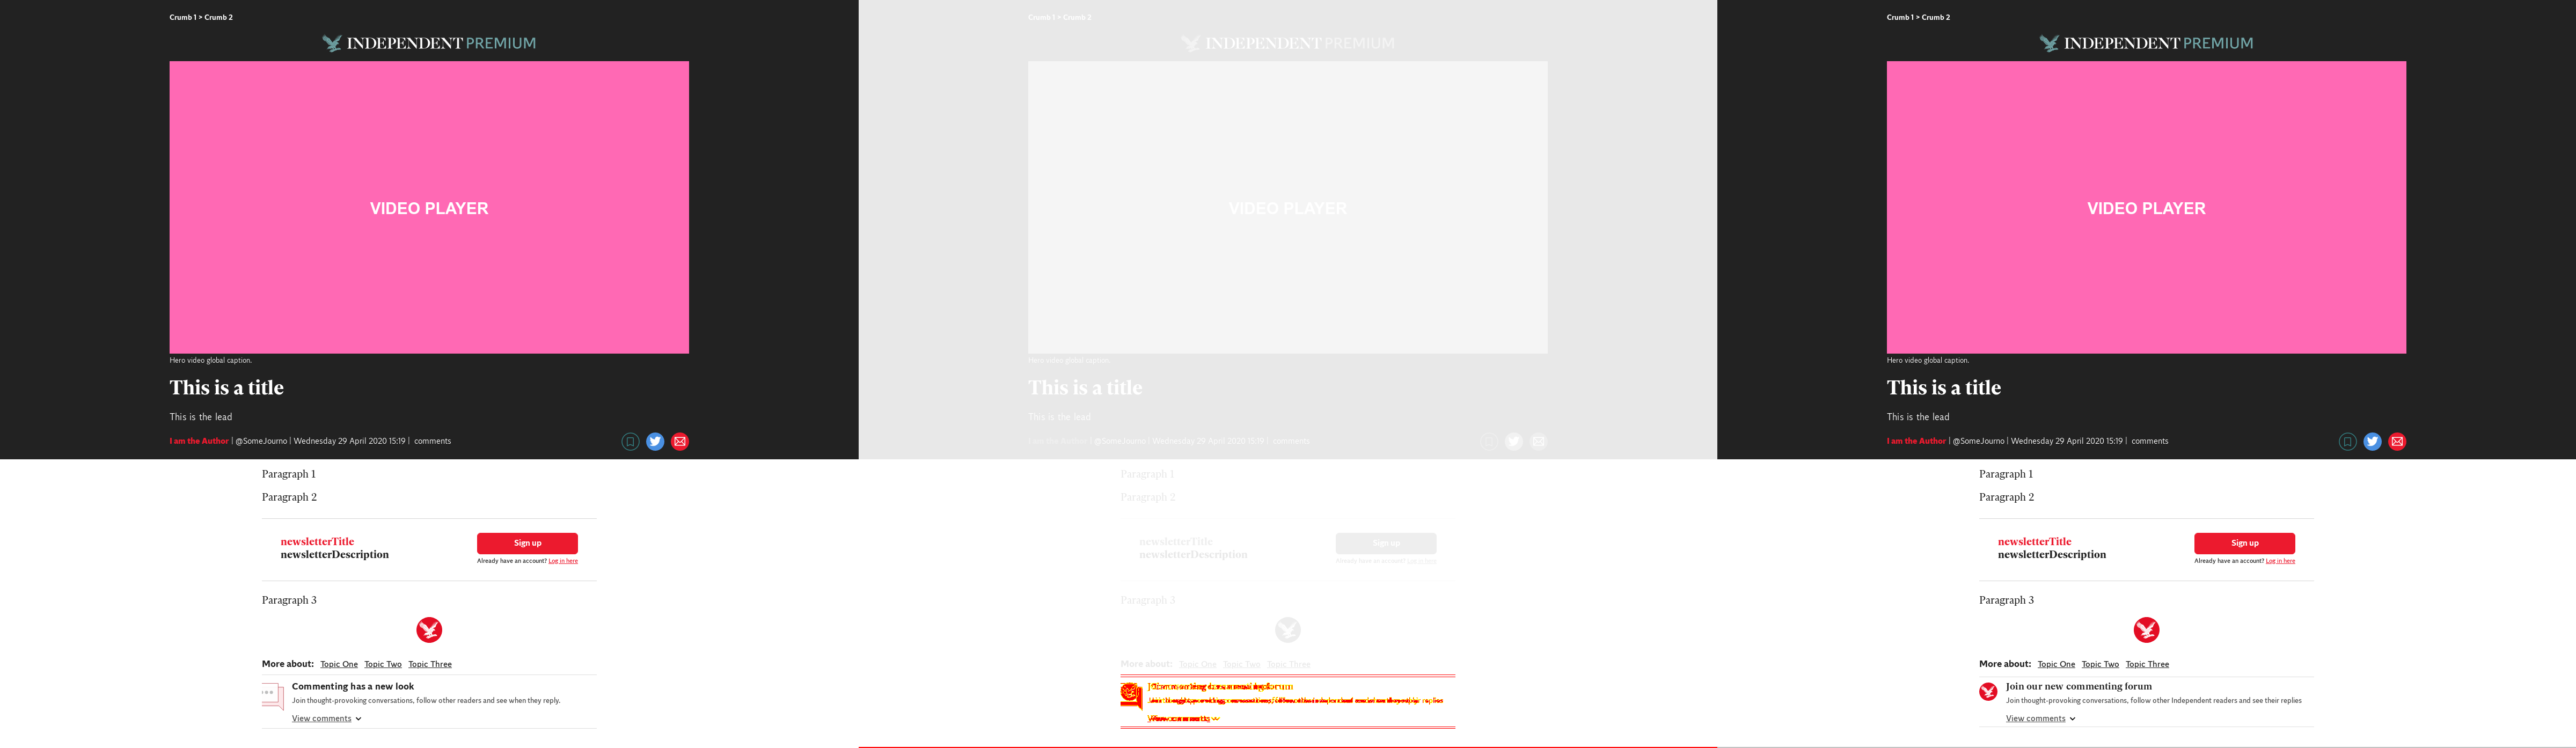 Crumb 1 > Crumb 2
INDEPENDENT PREMIUM
VIDEO PLAYER
Hero video global caption.
This is a title
This is the lead
I am the Author | @SomeJourno | Wednesday 29 April 2020 15:19 | comments
Paragraph 1
Paragraph 2
newsletterTitle
newsletterDescription
Sign up
Already have an account? Log in here
Paragraph 3
More about: Topic One Topic Two Topic Three
Commenting has a new look
Join thought-provoking conversations, follow other readers and see when they reply.
View comments
Crumb 1 > Crumb 2
INDEPENDENT PREMIUM
VIDEO PLAYER
Hero video global caption.
This is a title
This is the lead
I am the Author | @SomeJourno | Wednesday 29 April 2020 15:19 | comments
Paragraph 1
Paragraph 2
newsletterTitle
newsletterDescription
Sign up
Already have an account? Log in here
Paragraph 3
More about: Topic One Topic Two Topic Three
Crumb 1 > Crumb 2
INDEPENDENT PREMIUM
VIDEO PLAYER
Hero video global caption.
This is a title
This is the lead
I am the Author | @SomeJourno | Wednesday 29 April 2020 15:19 | comments
Paragraph 1
Paragraph 2
newsletterTitle
newsletterDescription
Sign up
Already have an account? Log in here
Paragraph 3
More about: Topic One Topic Two Topic Three
Join our new commenting forum
Join thought-provoking conversations, follow other Independent readers and see their replies
View comments